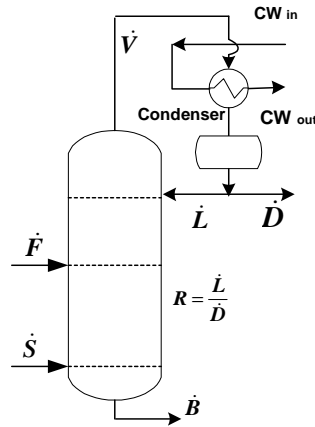 CW in
V̇
Condenser
CW out
L̇
Ḋ
Ḟ
R = L̇/Ḋ
Ṡ
Ḃ